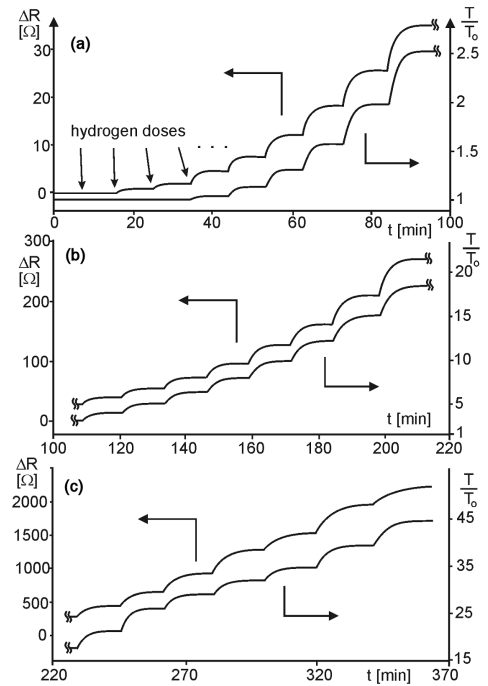 ΔR
[Ω]
T
T₀
(a)
30
20
10
0
2.5
2
1.5
1
hydrogen doses
. . .
0 20 40 60 80 100
t [min]
ΔR
[Ω]
T
T₀
(b)
300
200
100
0
20
15
10
5
1
t [min]
100 120 140 160 180 200 220
ΔR
[Ω]
T
T₀
(c)
2000
1500
1000
500
0
45
35
25
15
220 270 320 370
t [min]